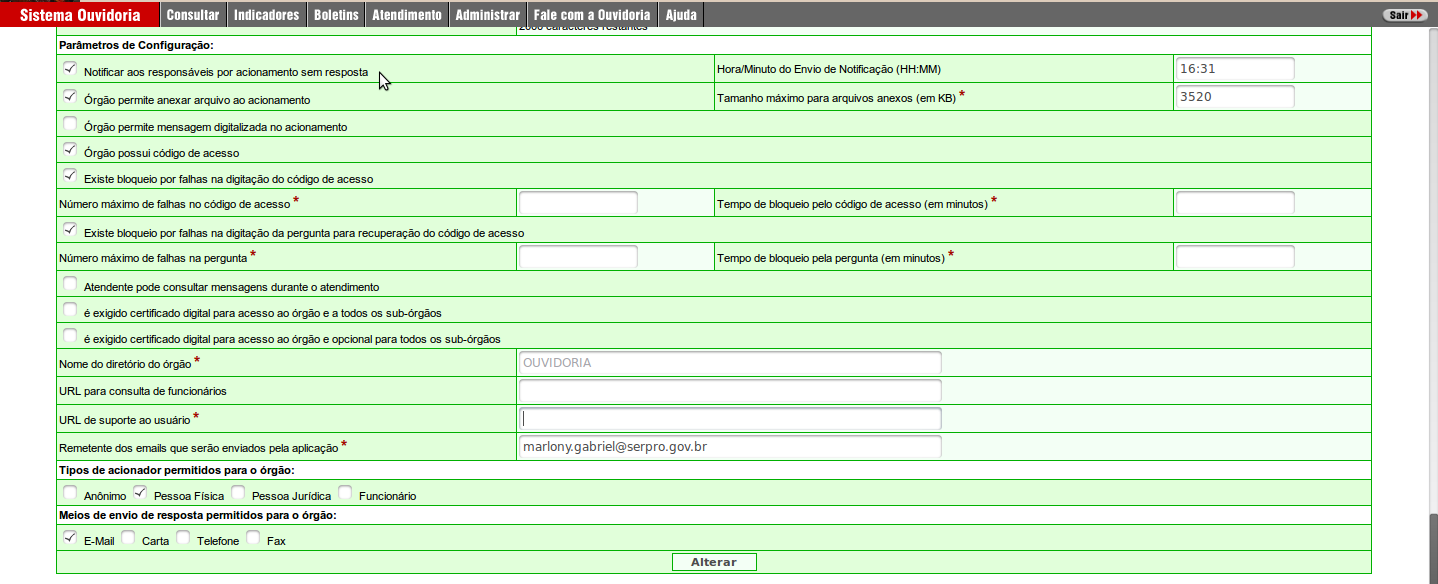 Sistema Ouvidoria Consultar Indicadores Boletins Atendimento Administrar Fale com a Ouvidoria Ajuda Sair
2000 caracteres restantes
Parâmetros de Configuração:
Notificar aos responsáveis por acionamento sem resposta Hora/Minuto do Envio de Notificação (HH:MM) 16:31
Órgão permite anexar arquivo ao acionamento Tamanho máximo para arquivos anexos (em KB) * 3520
Órgão permite mensagem digitalizada no acionamento
Órgão possui código de acesso
Existe bloqueio por falhas na digitação do código de acesso
Número máximo de falhas no código de acesso * Tempo de bloqueio pelo código de acesso (em minutos) *
Existe bloqueio por falhas na digitação da pergunta para recuperação do código de acesso
Número máximo de falhas na pergunta * Tempo de bloqueio pela pergunta (em minutos) *
Atendente pode consultar mensagens durante o atendimento
é exigido certificado digital para acesso ao órgão e a todos os sub-órgãos
é exigido certificado digital para acesso ao órgão e opcional para todos os sub-órgãos
Nome do diretório do órgão * OUVIDORIA
URL para consulta de funcionários
URL de suporte ao usuário *
Remetente dos emails que serão enviados pela aplicação * marlony.gabriel@serpro.gov.br
Tipos de acionador permitidos para o órgão:
Anônimo Pessoa Física Pessoa Jurídica Funcionário
Meios de envio de resposta permitidos para o órgão:
E-Mail Carta Telefone Fax
Alterar